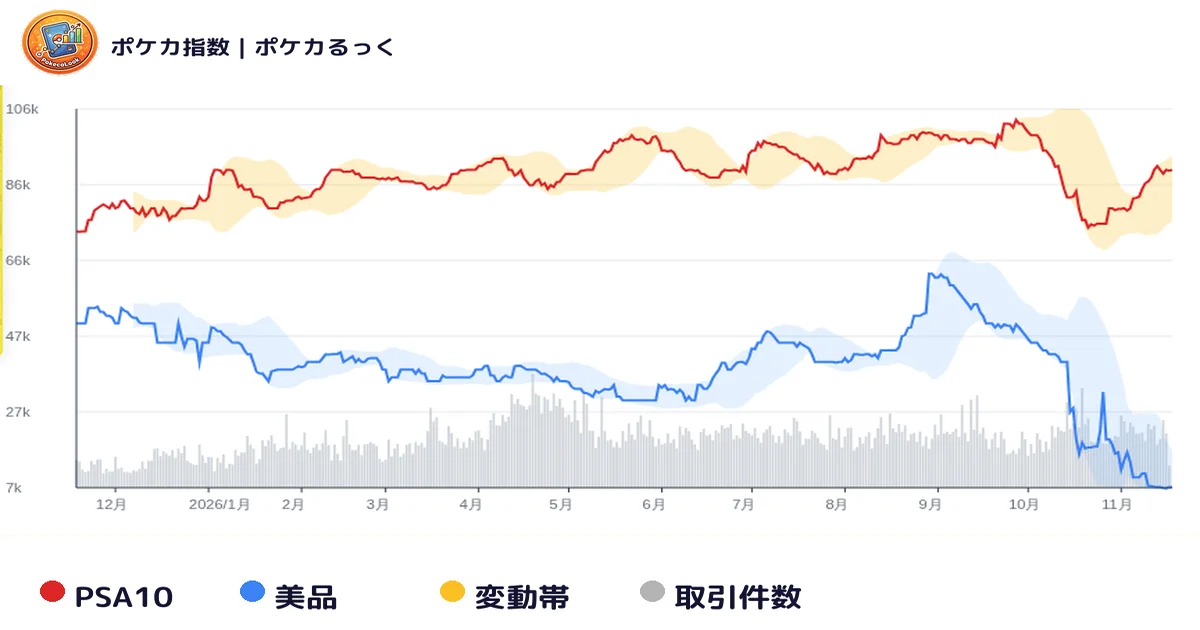 PokecaLook
ポケカ指数 | ポケカるっく
106k
86k
66k
47k
27k
7k
12月 2026/1月 2月 3月 4月 5月 6月 7月 8月 9月 10月 11月
PSA10 美品 変動帯 取引件数